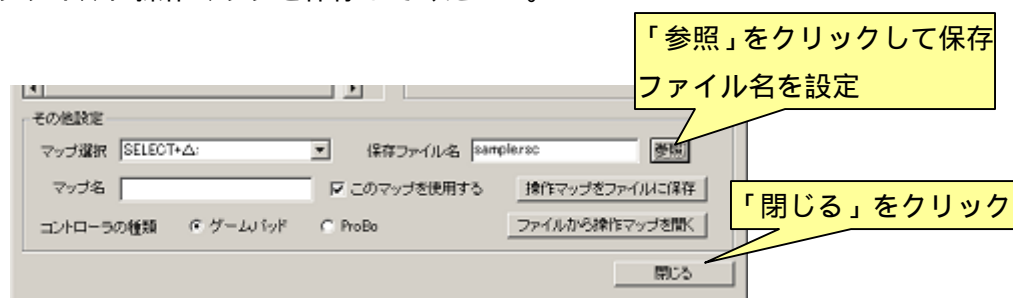 「参照」をクリックして保存
ファイル名を設定
その他設定
マップ選択 SELECT+△: 保存ファイル名 sample.rsc 参照
マップ名 このマップを使用する 操作マップをファイルに保存
「閉じる」をクリック
コントローラの種類 ゲームパッド ProBo ファイルから操作マップを開く
閉じる